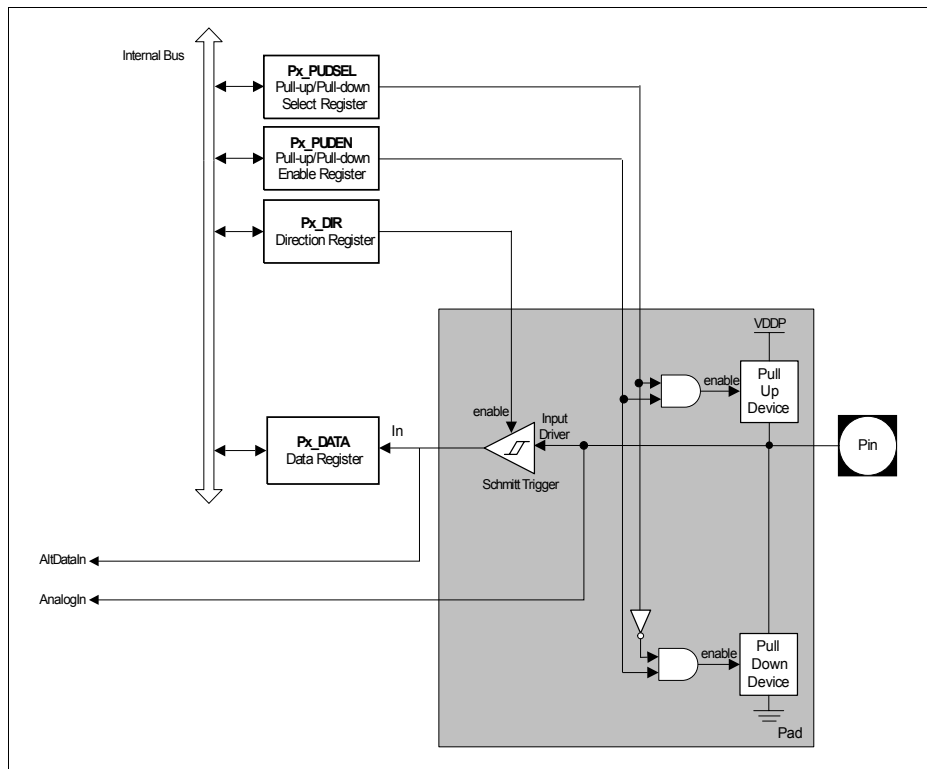 Internal Bus
Px_PUDSEL
Pull-up/Pull-down
Select Register
Px_PUDEN
Pull-up/Pull-down
Enable Register
Px_DIR
Direction Register
VDDP
enable
Pull
Up
Device
enable
Input
Driver
Px_DATA
Data Register
In
Schmitt Trigger
Pin
AltDataIn
AnalogIn
enable
Pull
Down
Device
Pad